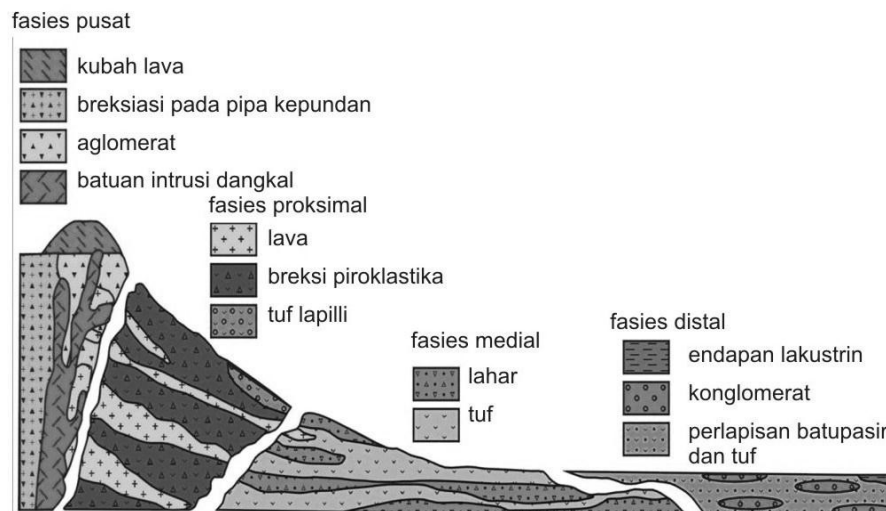 fasies pusat
kubah lava
breksiasi pada pipa kepundan
aglomerat
batuan intrusi dangkal
fasies proksimal
lava
breksi piroklastika
tuf lapilli
fasies medial
lahar
tuf
fasies distal
endapan lakustrin
konglomerat
perlapisan batupasir
dan tuf